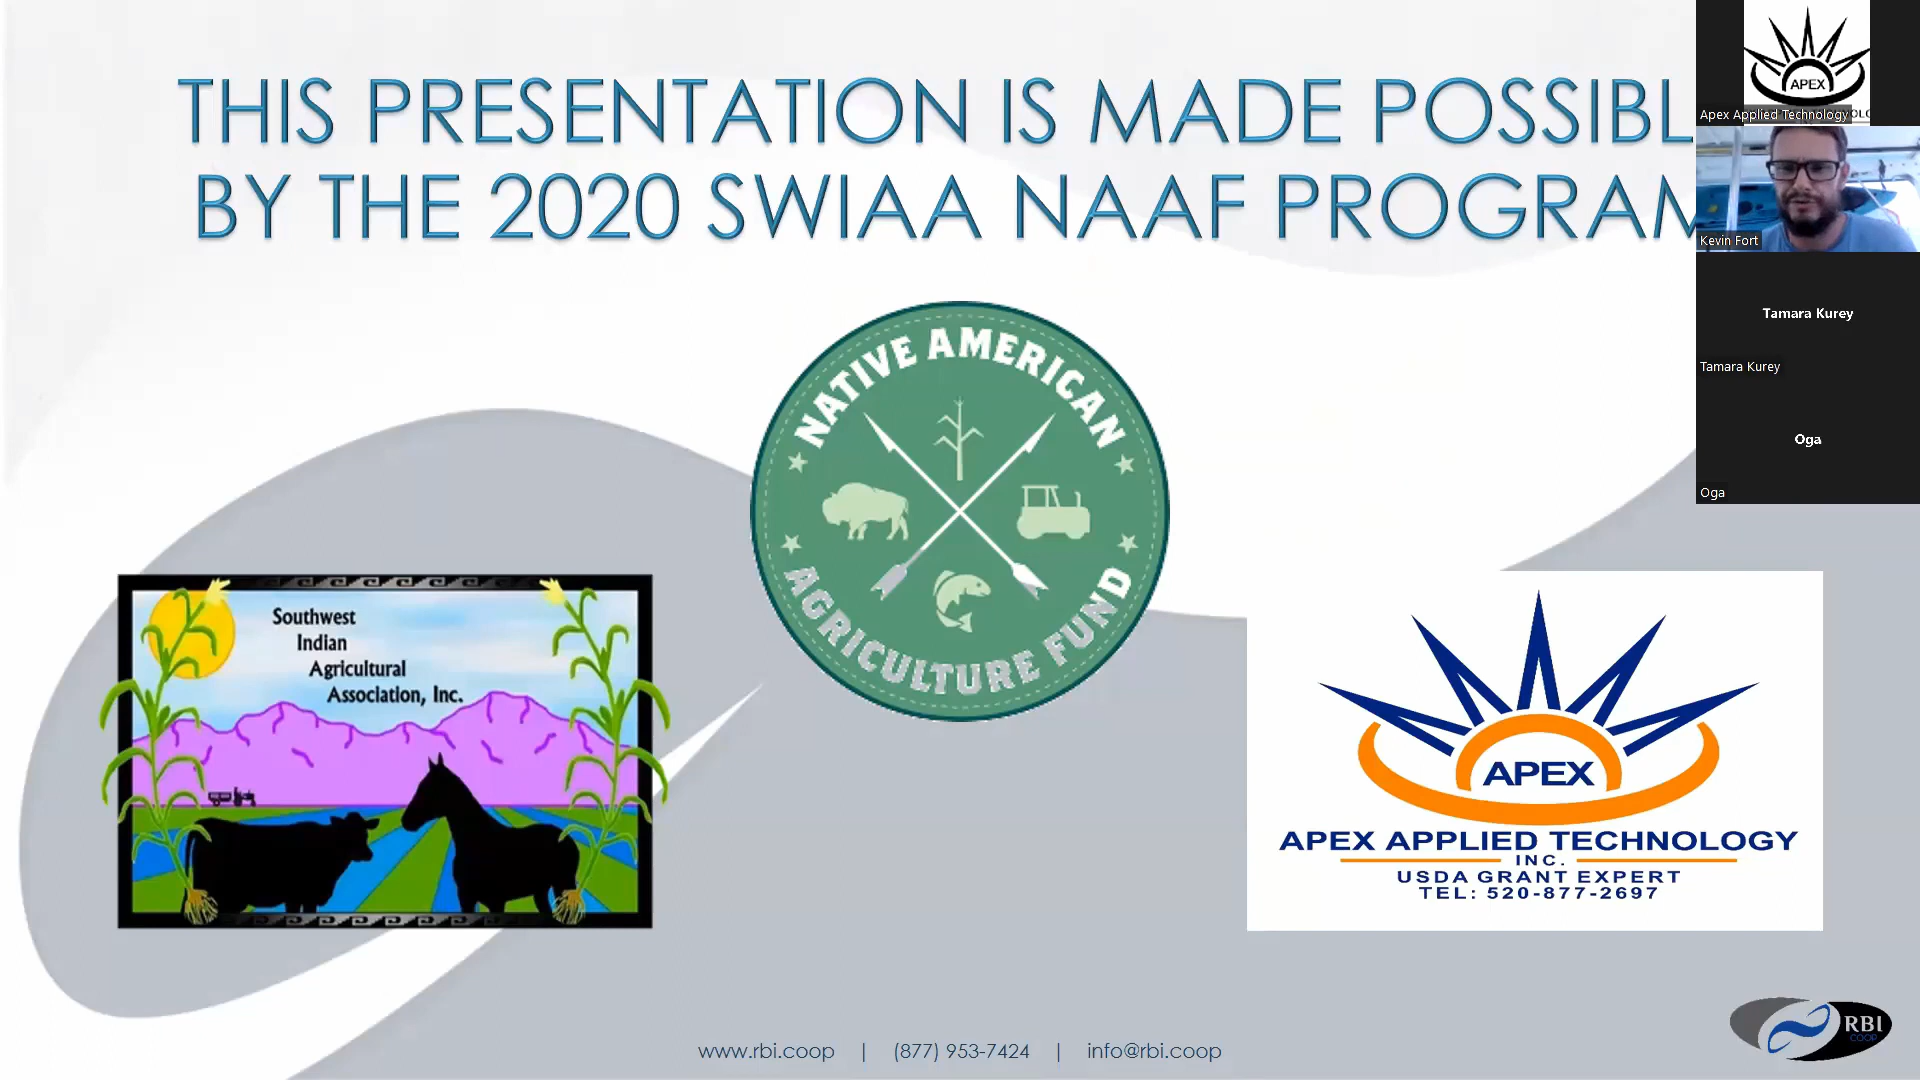 THIS PRESENTATION IS MADE POSSIBL
BY THE 2020 SWIAA NAAF PROGRAM
NATIVE AMERICAN
AGRICULTURE FUND
Southwest
Indian
Agricultural
Association, Inc.
APEX
APEX APPLIED TECHNOLOGY
INC.
USDA GRANT EXPERT
TEL: 520-877-2697
www.rbi.coop | (877) 953-7424 | info@rbi.coop
RBI
COOP
APEX
Apex Applied Technology
Kevin Fort
Tamara Kurey
Tamara Kurey
Oga
Oga